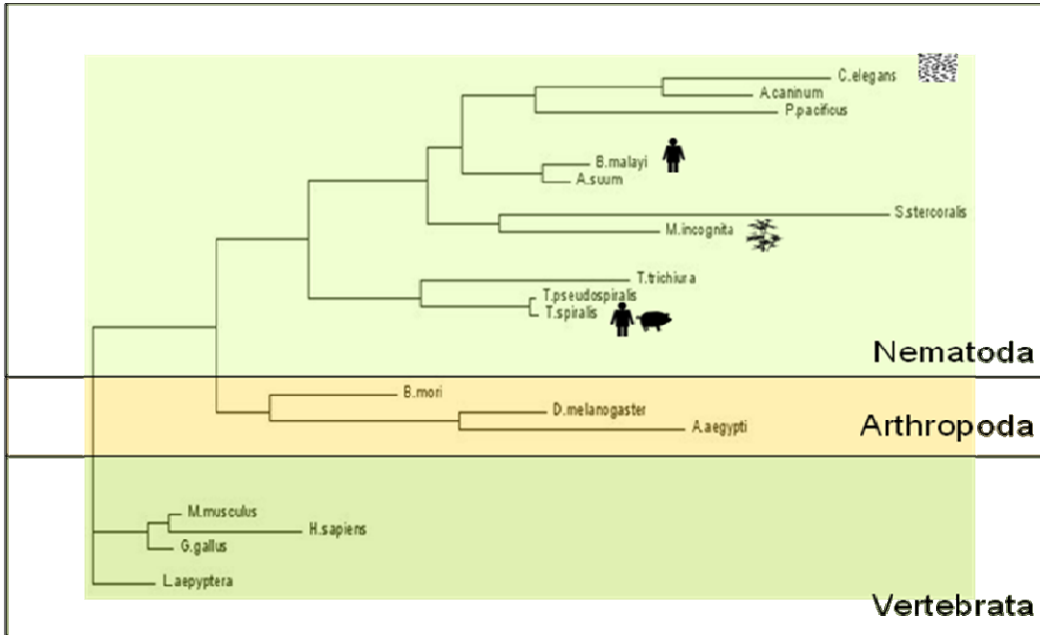 C.elegans
A.caninum
P.pacificus
B.malayi
A.suum
S.stercoralis
M.incognita
T.trichiura
T.pseudospiralis
T.spiralis
Nematoda
B.mori
D.melanogaster
A.aegypti
Arthropoda
M.musculus
H.sapiens
G.gallus
L.aepyptera
Vertebrata